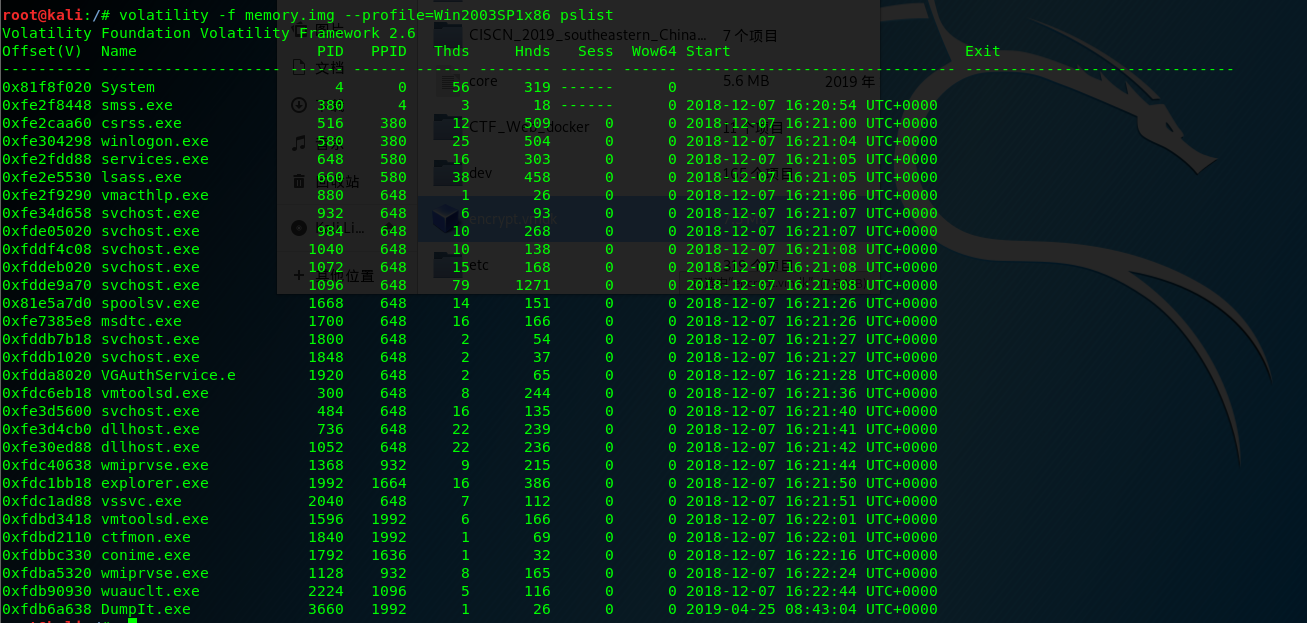 root@kali:/# volatility -f memory.img --profile=Win2003SP1x86 pslist
Volatility Foundation Volatility Framework 2.6
Offset(V) Name PID PPID Thds Hnds Sess Wow64 Start Exit
---------- -------------------- ------ ------ ------ -------- ------ ------ ------------------------------ ------------------------------
0x81f8f020 System 4 0 56 319 ------ 0
0xfe2f8448 smss.exe 380 4 3 18 ------ 0 2018-12-07 16:20:54 UTC+0000
0xfe2caa60 csrss.exe 516 380 12 509 0 0 2018-12-07 16:21:00 UTC+0000
0xfe304298 winlogon.exe 580 380 25 504 0 0 2018-12-07 16:21:04 UTC+0000
0xfe2fdd88 services.exe 648 580 16 303 0 0 2018-12-07 16:21:05 UTC+0000
0xfe2e5530 lsass.exe 660 580 38 458 0 0 2018-12-07 16:21:05 UTC+0000
0xfe2f9290 vmacthlp.exe 880 648 1 26 0 0 2018-12-07 16:21:06 UTC+0000
0xfe34d658 svchost.exe 932 648 6 93 0 0 2018-12-07 16:21:07 UTC+0000
0xfde05020 svchost.exe 984 648 10 268 0 0 2018-12-07 16:21:07 UTC+0000
0xfddf4c08 svchost.exe 1040 648 10 138 0 0 2018-12-07 16:21:08 UTC+0000
0xfddeb020 svchost.exe 1072 648 15 168 0 0 2018-12-07 16:21:08 UTC+0000
0xfdde9a70 svchost.exe 1096 648 79 1271 0 0 2018-12-07 16:21:08 UTC+0000
0x81e5a7d0 spoolsv.exe 1668 648 14 151 0 0 2018-12-07 16:21:26 UTC+0000
0xfe7385e8 msdtc.exe 1700 648 16 166 0 0 2018-12-07 16:21:26 UTC+0000
0xfddb7b18 svchost.exe 1800 648 2 54 0 0 2018-12-07 16:21:27 UTC+0000
0xfddb1020 svchost.exe 1848 648 2 37 0 0 2018-12-07 16:21:27 UTC+0000
0xfdda8020 VGAuthService.e 1920 648 2 65 0 0 2018-12-07 16:21:28 UTC+0000
0xfdc6eb18 vmtoolsd.exe 300 648 8 244 0 0 2018-12-07 16:21:36 UTC+0000
0xfe3d5600 svchost.exe 484 648 16 135 0 0 2018-12-07 16:21:40 UTC+0000
0xfe3d4cb0 dllhost.exe 736 648 22 239 0 0 2018-12-07 16:21:41 UTC+0000
0xfe30ed88 dllhost.exe 1052 648 22 236 0 0 2018-12-07 16:21:42 UTC+0000
0xfdc40638 wmiprvse.exe 1368 932 9 215 0 0 2018-12-07 16:21:44 UTC+0000
0xfdc1bb18 explorer.exe 1992 1664 16 386 0 0 2018-12-07 16:21:50 UTC+0000
0xfdc1ad88 vssvc.exe 2040 648 7 112 0 0 2018-12-07 16:21:51 UTC+0000
0xfdbd3418 vmtoolsd.exe 1596 1992 6 166 0 0 2018-12-07 16:22:01 UTC+0000
0xfdbd2110 ctfmon.exe 1840 1992 1 69 0 0 2018-12-07 16:22:01 UTC+0000
0xfdbbc330 conime.exe 1792 1636 1 32 0 0 2018-12-07 16:22:16 UTC+0000
0xfdba5320 wmiprvse.exe 1128 932 8 165 0 0 2018-12-07 16:22:24 UTC+0000
0xfdb90930 wuauclt.exe 2224 1096 5 116 0 0 2018-12-07 16:22:44 UTC+0000
0xfdb6a638 DumpIt.exe 3660 1992 1 26 0 0 2019-04-25 08:43:04 UTC+0000
CISCN_2019_southeastern_China... 7 个项目
文档
core 5.6 MB 2019 年
CTF_Web_docker
dev
回收站
etc
其他位置